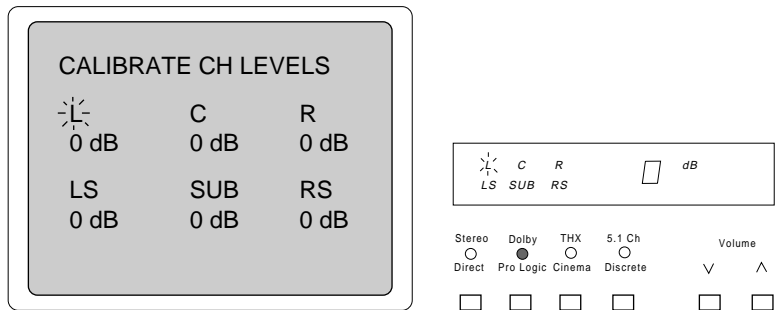 CALIBRATE CH LEVELS
L C R
0 dB 0 dB 0 dB
LS SUB RS
0 dB 0 dB 0 dB
L C R 0 dB
LS SUB RS
Stereo Dolby THX 5.1 Ch Volume
Direct Pro Logic Cinema Discrete